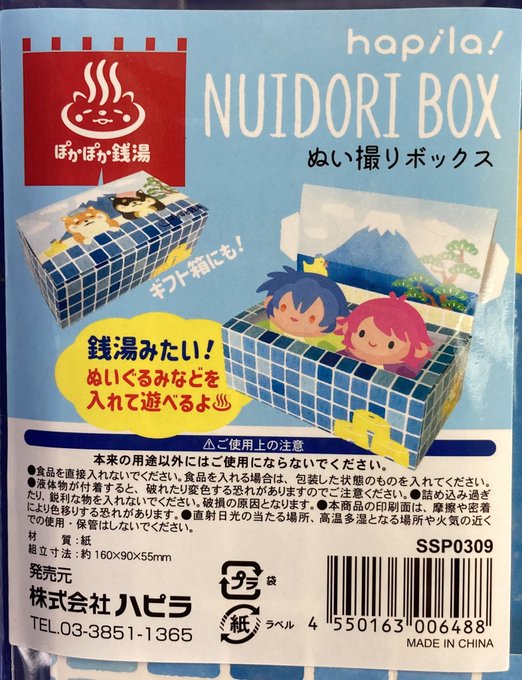 hapila!
NUIDORI BOX
ぬい撮りボックス
ぽかぽか銭湯
ギフト箱にも!
銭湯みたい!
ぬいぐるみなどを
入れて遊べるよ♨
⚠ご使用上の注意
本来の用途以外にはご使用にならないでください。
●食品を直接入れないでください。食品を入れる場合は、包装した状態のものを入れてください。
●液体物が付着すると、破れたり変色する恐れがありますのでご注意ください。●詰め込み過ぎ
たり、鋭利な物を入れないでください。破損の原因となります。●本商品の印刷面は、摩擦や密着
により色移りする恐れがあります。●直射日光の当たる場所、高温多湿となる場所や火気の近く
での使用・保管はしないでください。
材 質:紙
組立寸法:約160×90×55mm
SSP0309
発売元
株式会社ハピラ
TEL.03-3851-1365
プラ 袋
紙 ラベル
4 550163 006488
MADE IN CHINA